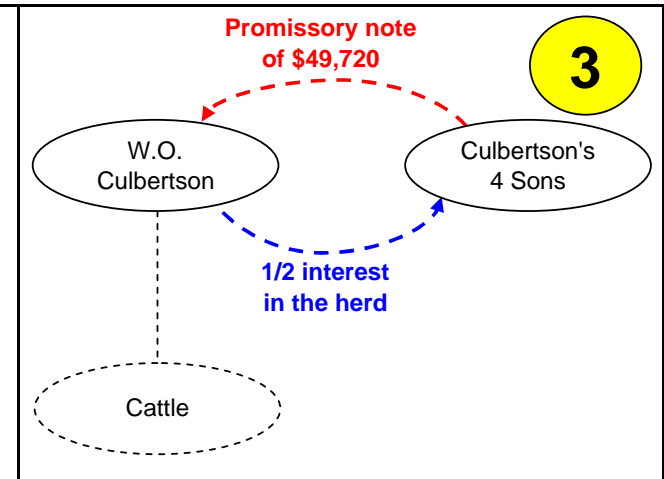 Promissory note
of $49,720
3
W.O.
Culbertson
Culbertson's
4 Sons
1/2 interest
in the herd
Cattle